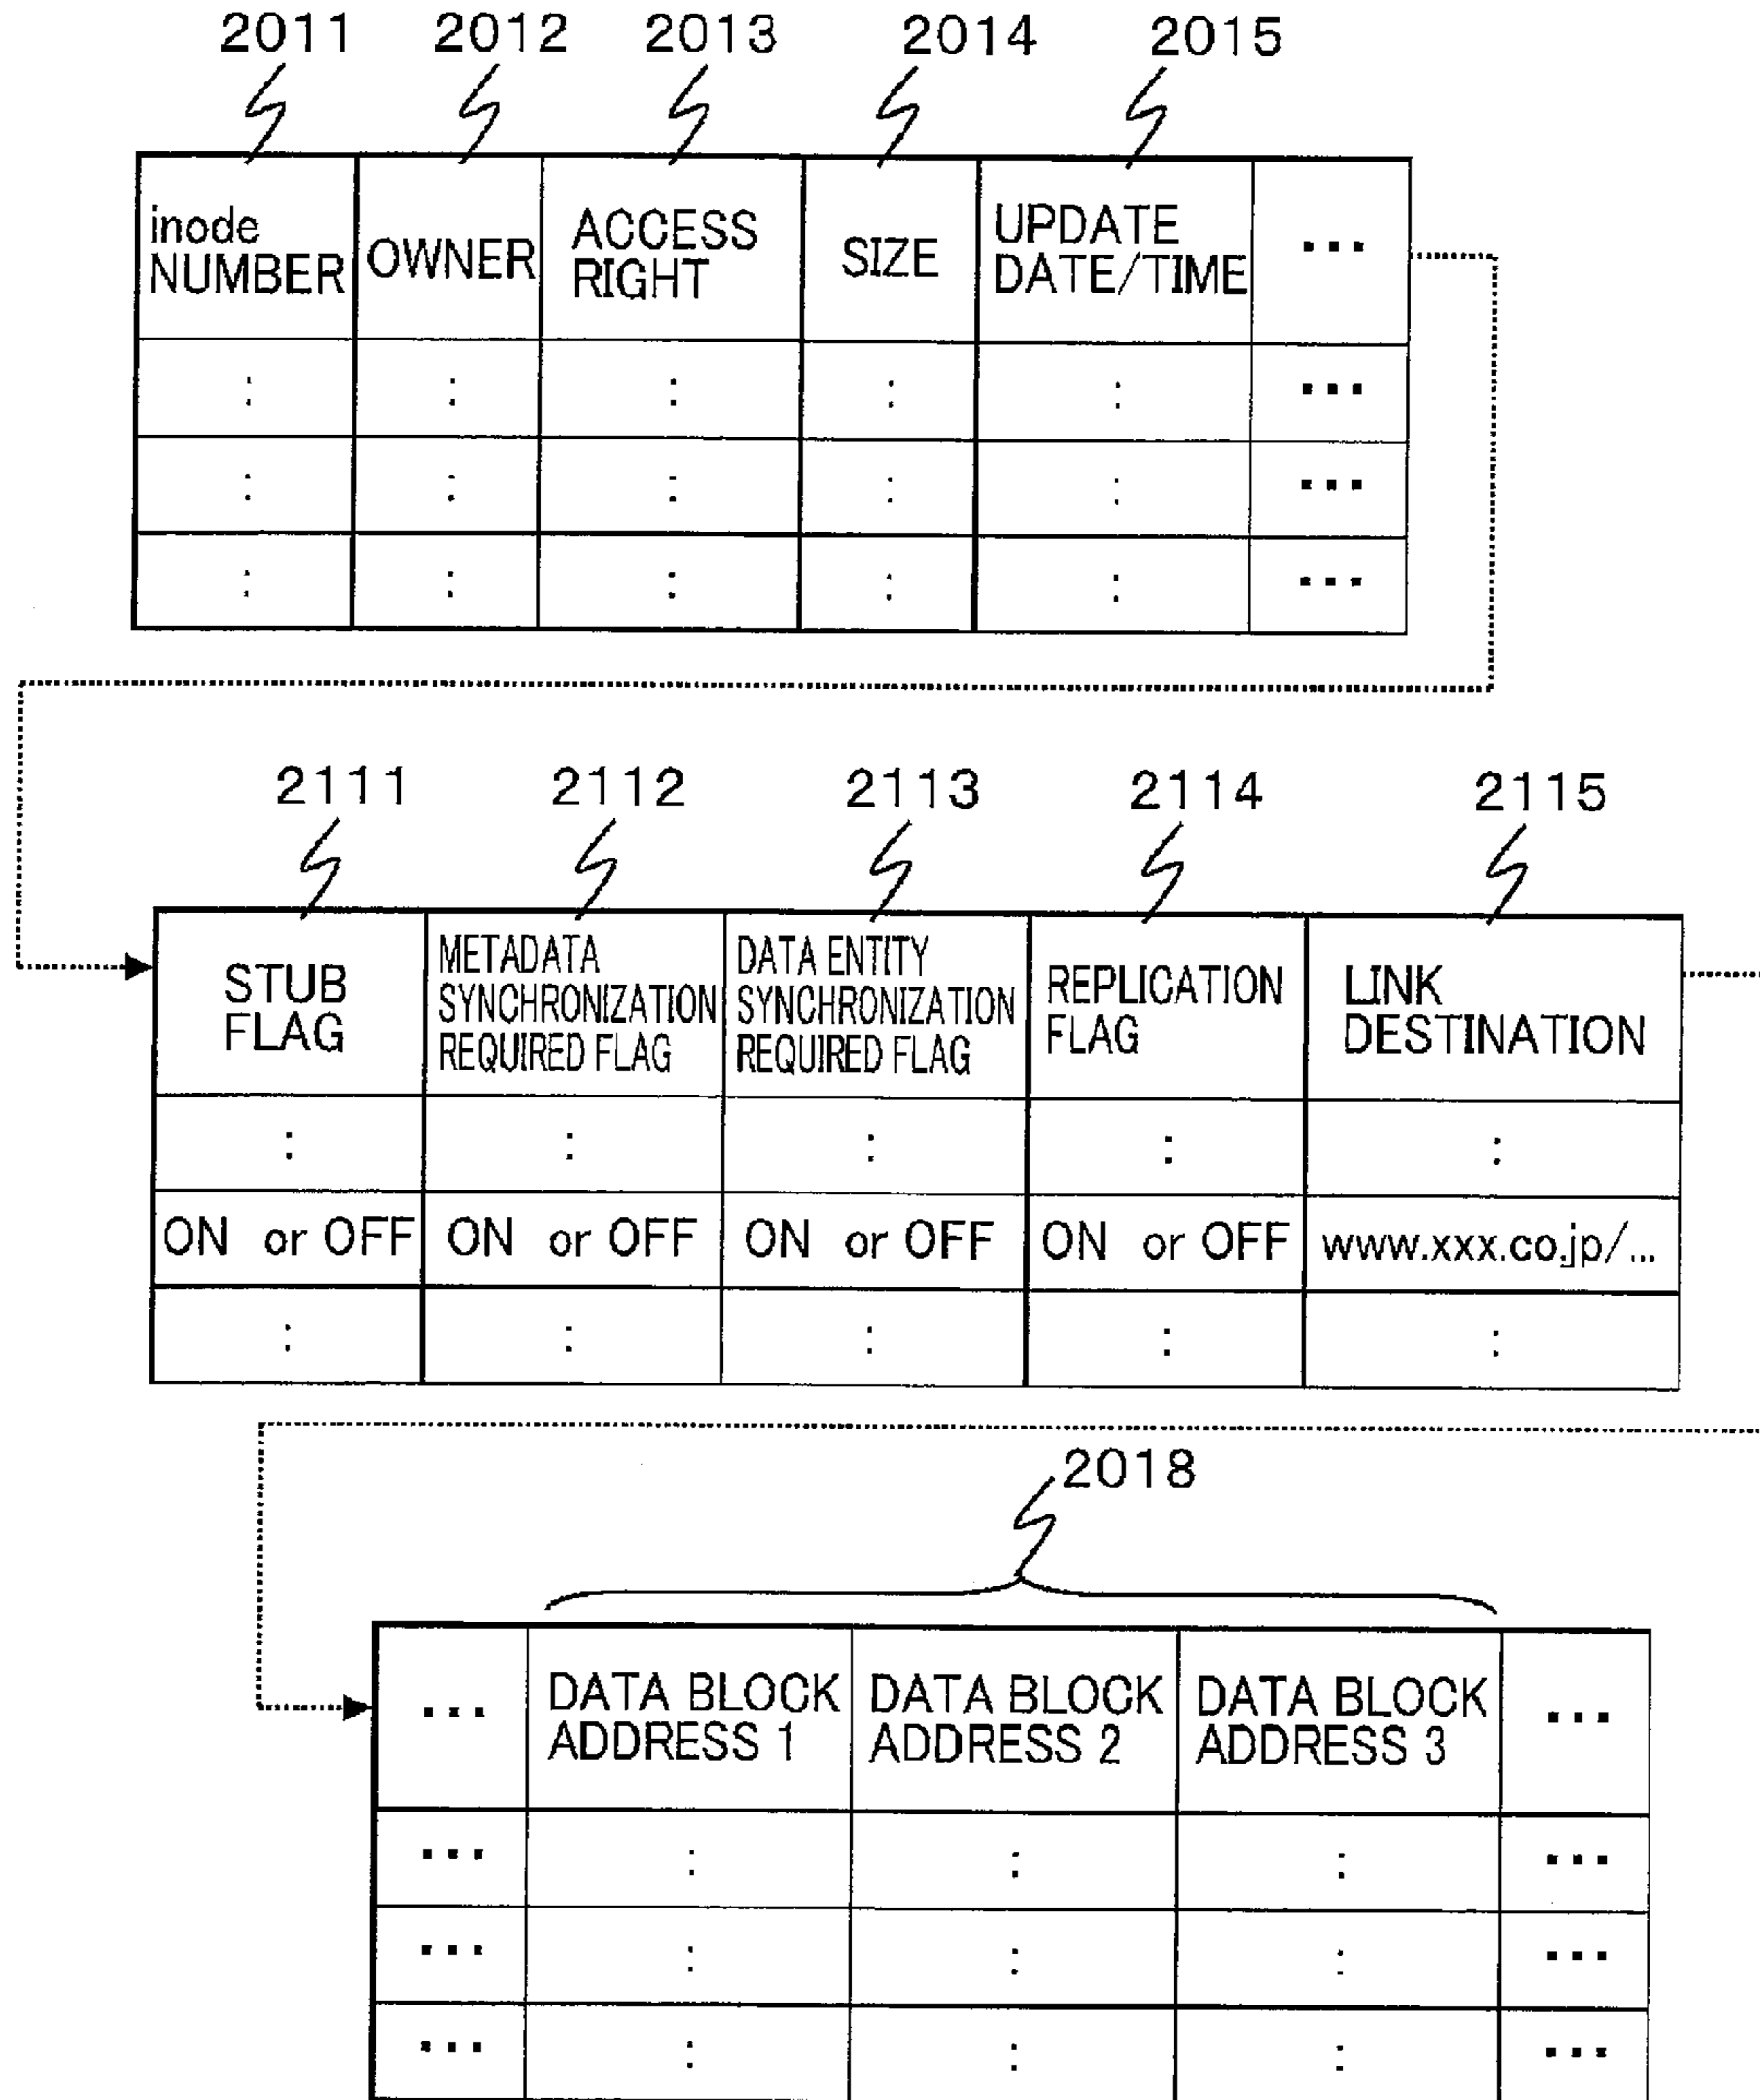 2011 2012 2013 2014 2015
inode NUMBER OWNER ACCESS RIGHT SIZE UPDATE DATE/TIME ...
: : : : : ...
: : : : : ...
: : : : : ...
2111 2112 2113 2114 2115
STUB FLAG METADATA SYNCHRONIZATION REQUIRED FLAG DATA ENTITY SYNCHRONIZATION REQUIRED FLAG REPLICATION FLAG LINK DESTINATION
: : : : :
ON or OFF ON or OFF ON or OFF ON or OFF www.xxx.co.jp/...
: : : : :
2018
... DATA BLOCK ADDRESS 1 DATA BLOCK ADDRESS 2 DATA BLOCK ADDRESS 3 ...
... : : : ...
... : : : ...
... : : : ...